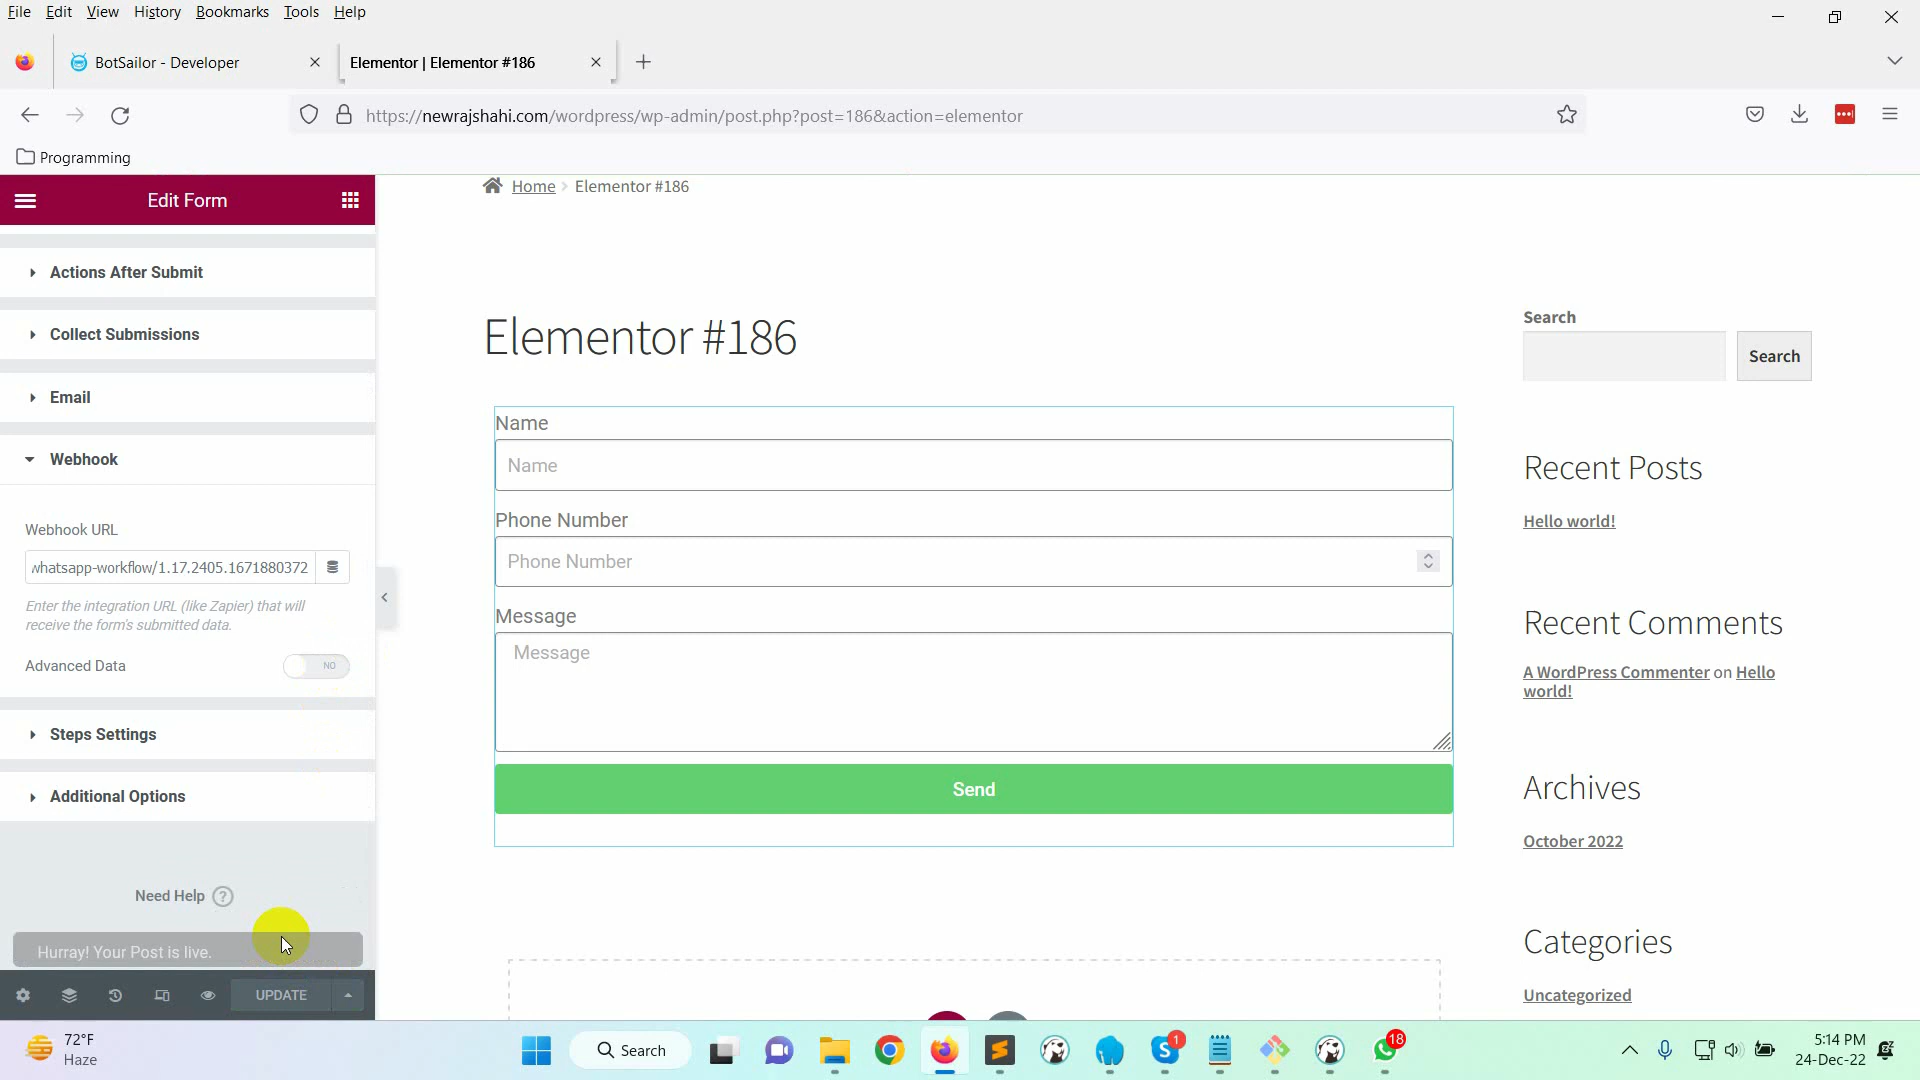 File Edit View History Bookmarks Tools Help
BotSailor - Developer
Elementor | Elementor #186
https://newrajshahi.com/wordpress/wp-admin/post.php?post=186&action=elementor
Programming
Edit Form
Actions After Submit
Collect Submissions
Email
Webhook
Webhook URL
whatsapp-workflow/1.17.2405.1671880372
Enter the integration URL (like Zapier) that will
receive the form's submitted data.
Advanced Data
NO
Steps Settings
Additional Options
Need Help ?
Hurray! Your Post is live.
UPDATE
Home > Elementor #186
Elementor #186
Name
Name
Phone Number
Phone Number
Message
Message
Send
Search
Search
Recent Posts
Hello world!
Recent Comments
A WordPress Commenter on Hello
world!
Archives
October 2022
Categories
Uncategorized
72°F
Haze
Search
1
18
5:14 PM
24-Dec-22